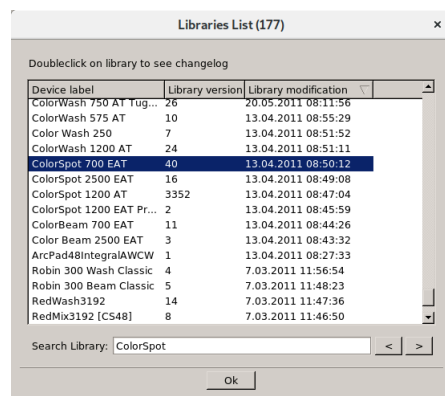 Libraries List (177) ×
Doubleclick on library to see changelog
Device label Library version Library modification
ColorWash 750 AT Tug... 26 20.05.2011 08:11:56
ColorWash 575 AT 10 13.04.2011 08:55:29
Color Wash 250 7 13.04.2011 08:51:52
ColorWash 1200 AT 24 13.04.2011 08:51:11
ColorSpot 700 EAT 40 13.04.2011 08:50:12
ColorSpot 2500 EAT 16 13.04.2011 08:49:08
ColorSpot 1200 AT 3352 13.04.2011 08:47:04
ColorSpot 1200 EAT Pr... 2 13.04.2011 08:45:59
ColorBeam 700 EAT 11 13.04.2011 08:44:26
Color Beam 2500 EAT 3 13.04.2011 08:43:32
ArcPad48IntegralAWCW 1 13.04.2011 08:27:33
Robin 300 Wash Classic 4 7.03.2011 11:56:54
Robin 300 Beam Classic 5 7.03.2011 11:48:23
RedWash3192 14 7.03.2011 11:47:36
RedMix3192 [CS48] 8 7.03.2011 11:46:50
Search Library: ColorSpot < >
Ok